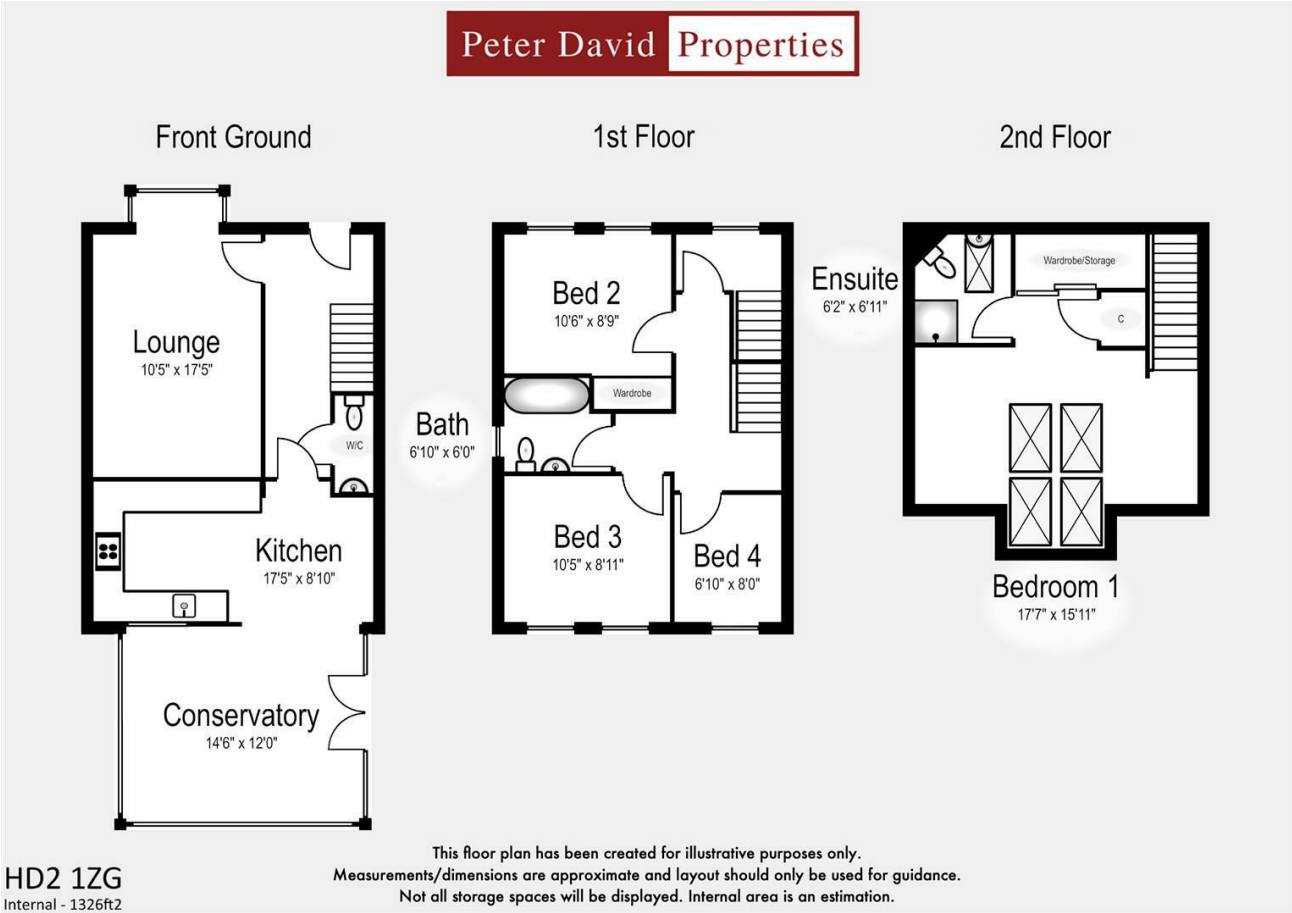 Peter David Properties
Front Ground
1st Floor
2nd Floor
Lounge
10'5" x 17'5"
W/C
Kitchen
17'5" x 8'10"
Conservatory
14'6" x 12'0"
Bed 2
10'6" x 8'9"
Wardrobe
Bath
6'10" x 6'0"
Bed 3
10'5" x 8'11"
Bed 4
6'10" x 8'0"
Ensuite
6'2" x 6'11"
Wardrobe/Storage
C
Bedroom 1
17'7" x 15'11"
HD2 1ZG
Internal - 1326ft2
This floor plan has been created for illustrative purposes only.
Measurements/dimensions are approximate and layout should only be used for guidance.
Not all storage spaces will be displayed. Internal area is an estimation.